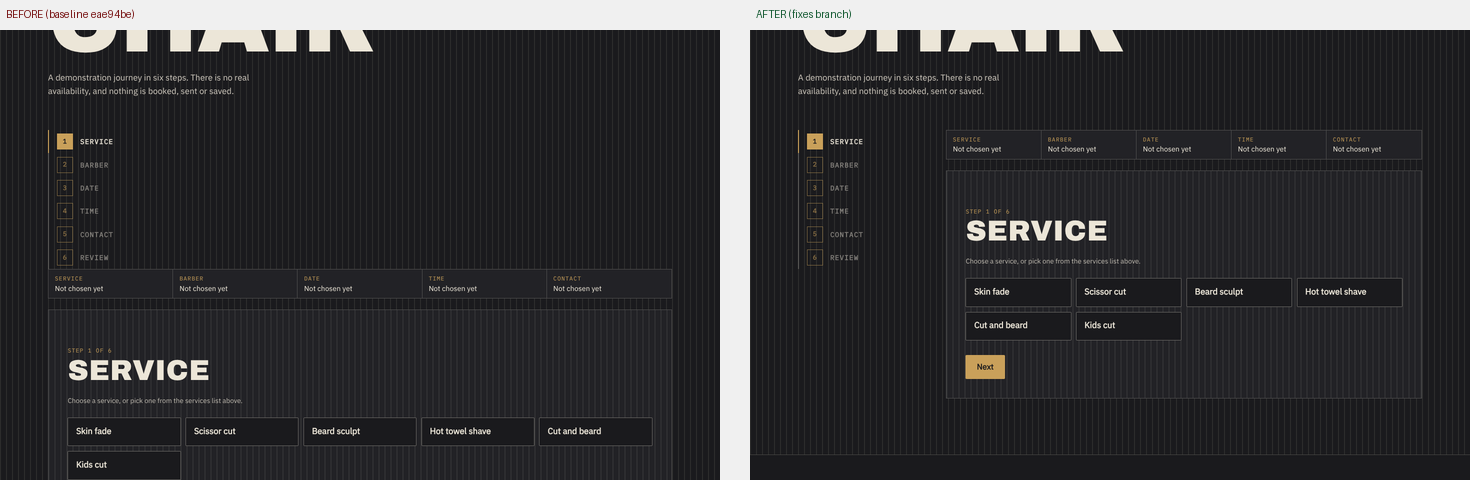 BEFORE (baseline eae94be)
CHAIR
A demonstration journey in six steps. There is no real
availability, and nothing is booked, sent or saved.
1 SERVICE
2 BARBER
3 DATE
4 TIME
5 CONTACT
6 REVIEW
SERVICE BARBER DATE TIME CONTACT
Not chosen yet Not chosen yet Not chosen yet Not chosen yet Not chosen yet
STEP 1 OF 6
SERVICE
Choose a service, or pick one from the services list above.
Skin fade Scissor cut Beard sculpt Hot towel shave Cut and beard
Kids cut
AFTER (fixes branch)
CHAIR
A demonstration journey in six steps. There is no real
availability, and nothing is booked, sent or saved.
1 SERVICE
2 BARBER
3 DATE
4 TIME
5 CONTACT
6 REVIEW
SERVICE BARBER DATE TIME CONTACT
Not chosen yet Not chosen yet Not chosen yet Not chosen yet Not chosen yet
STEP 1 OF 6
SERVICE
Choose a service, or pick one from the services list above.
Skin fade Scissor cut Beard sculpt Hot towel shave
Cut and beard Kids cut
Next